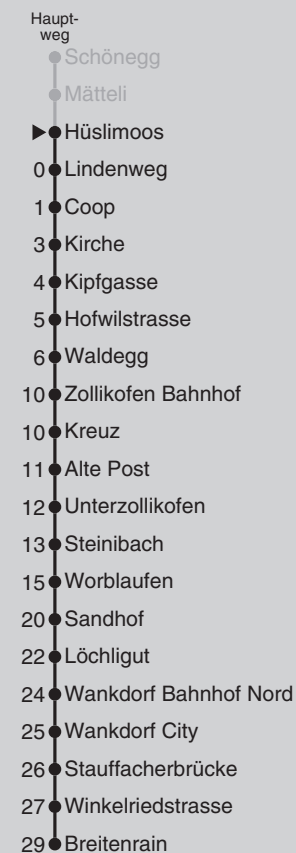 Haupt-
weg
Schönegg
Mätteli
Hüslimoos
0 Lindenweg
1 Coop
3 Kirche
4 Kipfgasse
5 Hofwilstrasse
6 Waldegg
10 Zollikofen Bahnhof
10 Kreuz
11 Alte Post
12 Unterzollikofen
13 Steinibach
15 Worblaufen
20 Sandhof
22 Löchligut
24 Wankdorf Bahnhof Nord
25 Wankdorf City
26 Stauffacherbrücke
27 Winkelriedstrasse
29 Breitenrain